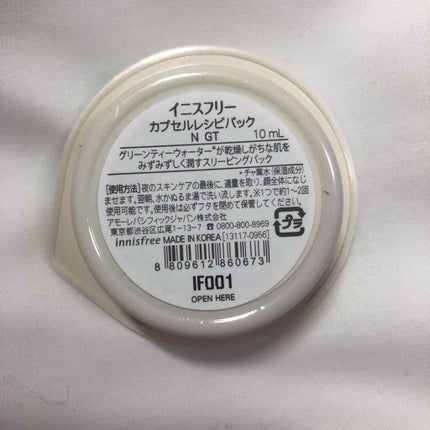 イニスフリー
カプセルレシピパック
N GT 10 mL
グリーンティーウォーター*が乾燥しがちな肌を
みずみずしく潤すスリーピングパック
*チャ葉水(保湿成分)
【使用方法】夜のスキンケアの最後に、適量を取り、顔全体になじ
ませます。翌朝、水かぬるま湯で洗い流します。※1つで約1~2回
使用可能です。使用後は必ずフタを閉めて保管してください。
アモーレパシフィックジャパン株式会社
東京都渋谷区広尾1-13-7 ☎0800-800-8969
innisfree MADE IN KOREA [13117-0956]
プラ
8 809612 860673
IF001
OPEN HERE